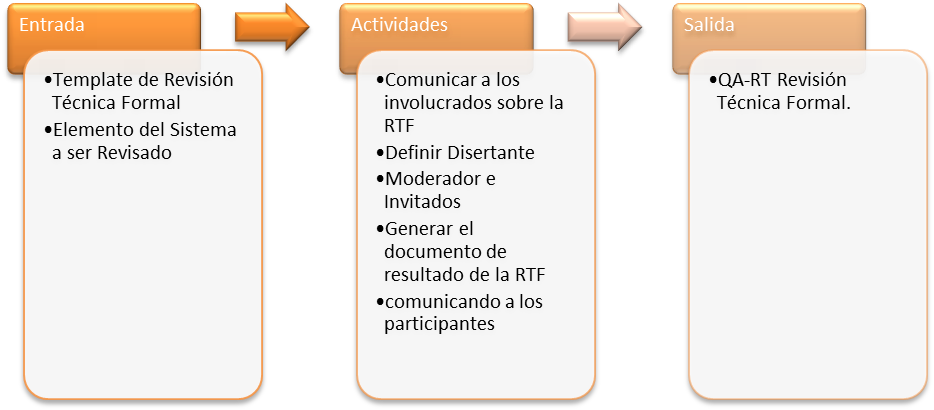 Entrada
•Template de Revisión
Técnica Formal
•Elemento del Sistema
a ser Revisado
Actividades
•Comunicar a los
involucrados sobre la
RTF
•Definir Disertante
•Moderador e
Invitados
•Generar el
documento de
resultado de la RTF
•comunicando a los
participantes
Salida
•QA-RT Revisión
Técnica Formal.